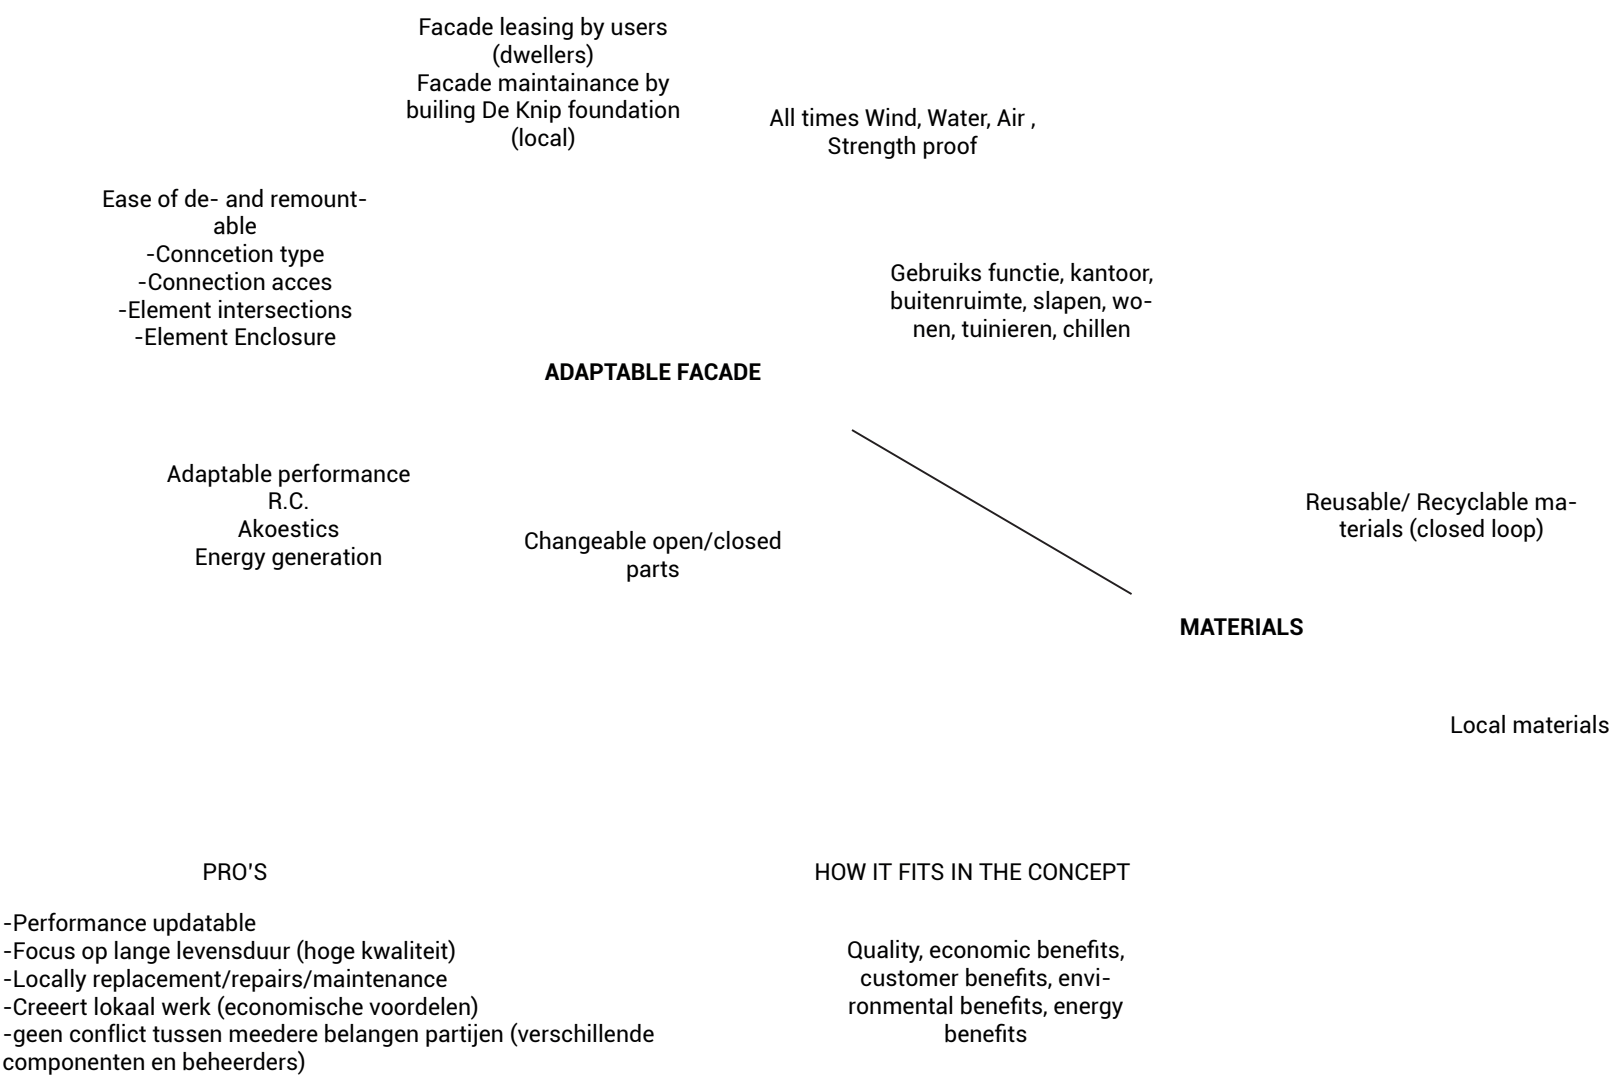 Facade leasing by users
(dwellers)
Facade maintainance by
builing De Knip foundation
(local)
All times Wind, Water, Air ,
Strength proof
Ease of de- and remount-
able
-Conncetion type
-Connection acces
-Element intersections
-Element Enclosure
Gebruiks functie, kantoor,
buitenruimte, slapen, wo-
nen, tuinieren, chillen
ADAPTABLE FACADE
Adaptable performance
R.C.
Akoestics
Energy generation
Changeable open/closed
parts
Reusable/ Recyclable ma-
terials (closed loop)
MATERIALS
Local materials
PRO'S
-Performance updatable
-Focus op lange levensduur (hoge kwaliteit)
-Locally replacement/repairs/maintenance
-Creeert lokaal werk (economische voordelen)
-geen conflict tussen meedere belangen partijen (verschillende
componenten en beheerders)
HOW IT FITS IN THE CONCEPT
Quality, economic benefits,
customer benefits, envi-
ronmental benefits, energy
benefits